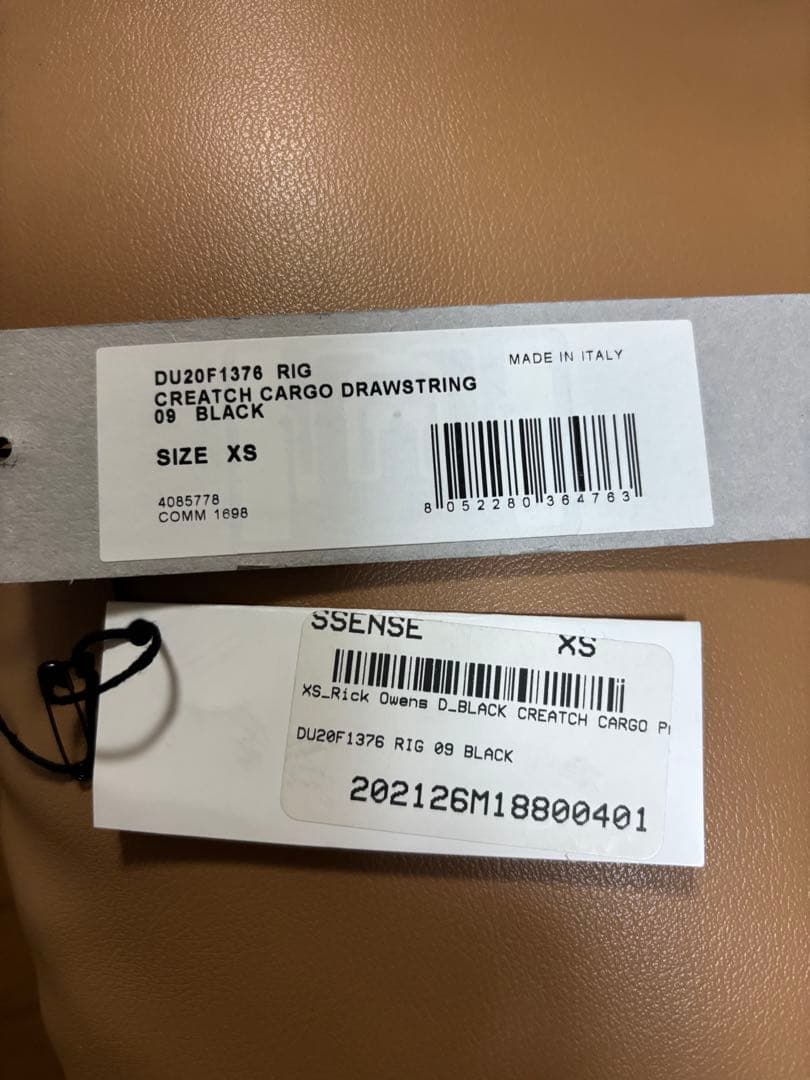 DU20F1376 RIG
CREATCH CARGO DRAWSTRING
09 BLACK
MADE IN ITALY
SIZE XS
4085778
COMM 1698
8 052280 364763
SSENSE
XS
XS_Rick Owens D_BLACK CREATCH CARGO P
DU20F1376 RIG 09 BLACK
202126M18800401